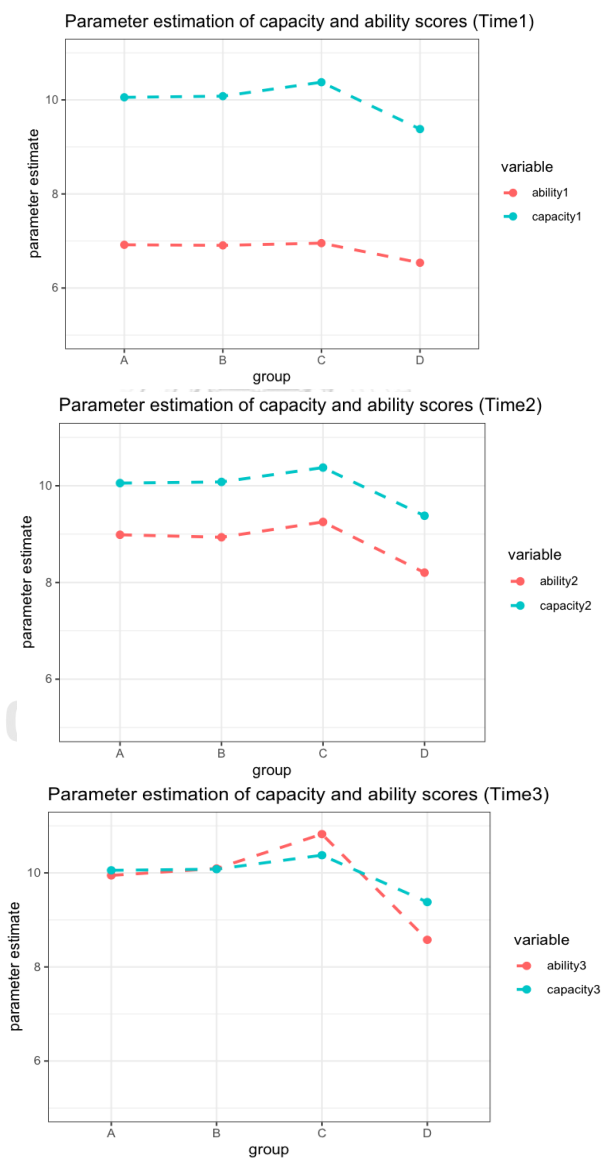 Parameter estimation of capacity and ability scores (Time1)
parameter estimate
10
8
6
A B C D
group
variable
ability1
capacity1
Parameter estimation of capacity and ability scores (Time2)
parameter estimate
10
8
6
A B C D
group
variable
ability2
capacity2
Parameter estimation of capacity and ability scores (Time3)
parameter estimate
10
8
6
A B C D
group
variable
ability3
capacity3